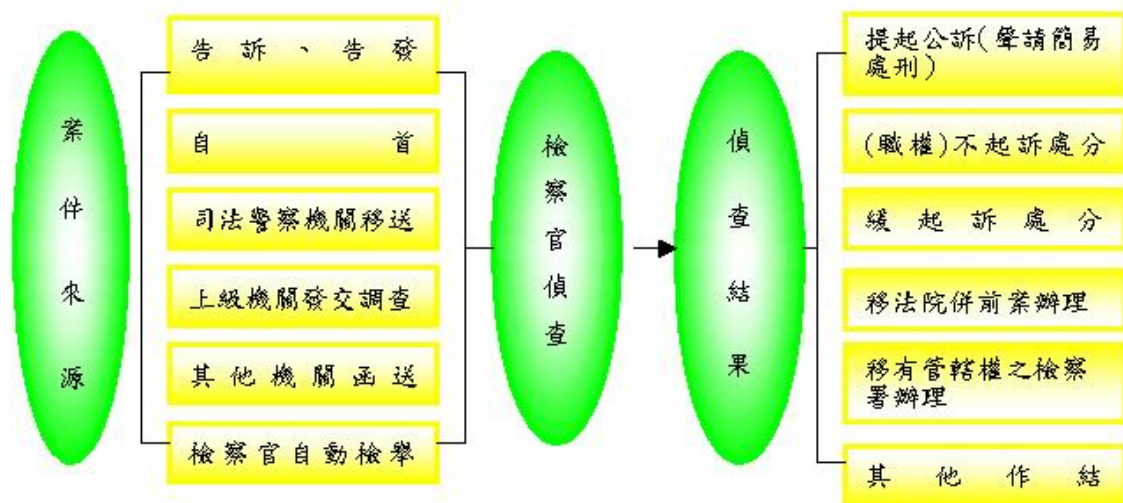 案件來源
告訴、告發
自首
司法警察機關移送
上級機關發交調查
其他機關函送
檢察官自動檢舉
檢察官偵查
偵查結果
提起公訴(聲請簡易
處刑)
(職權)不起訴處分
緩起訴處分
移法院併前案辦理
移有管轄權之檢察
署辦理
其他作結